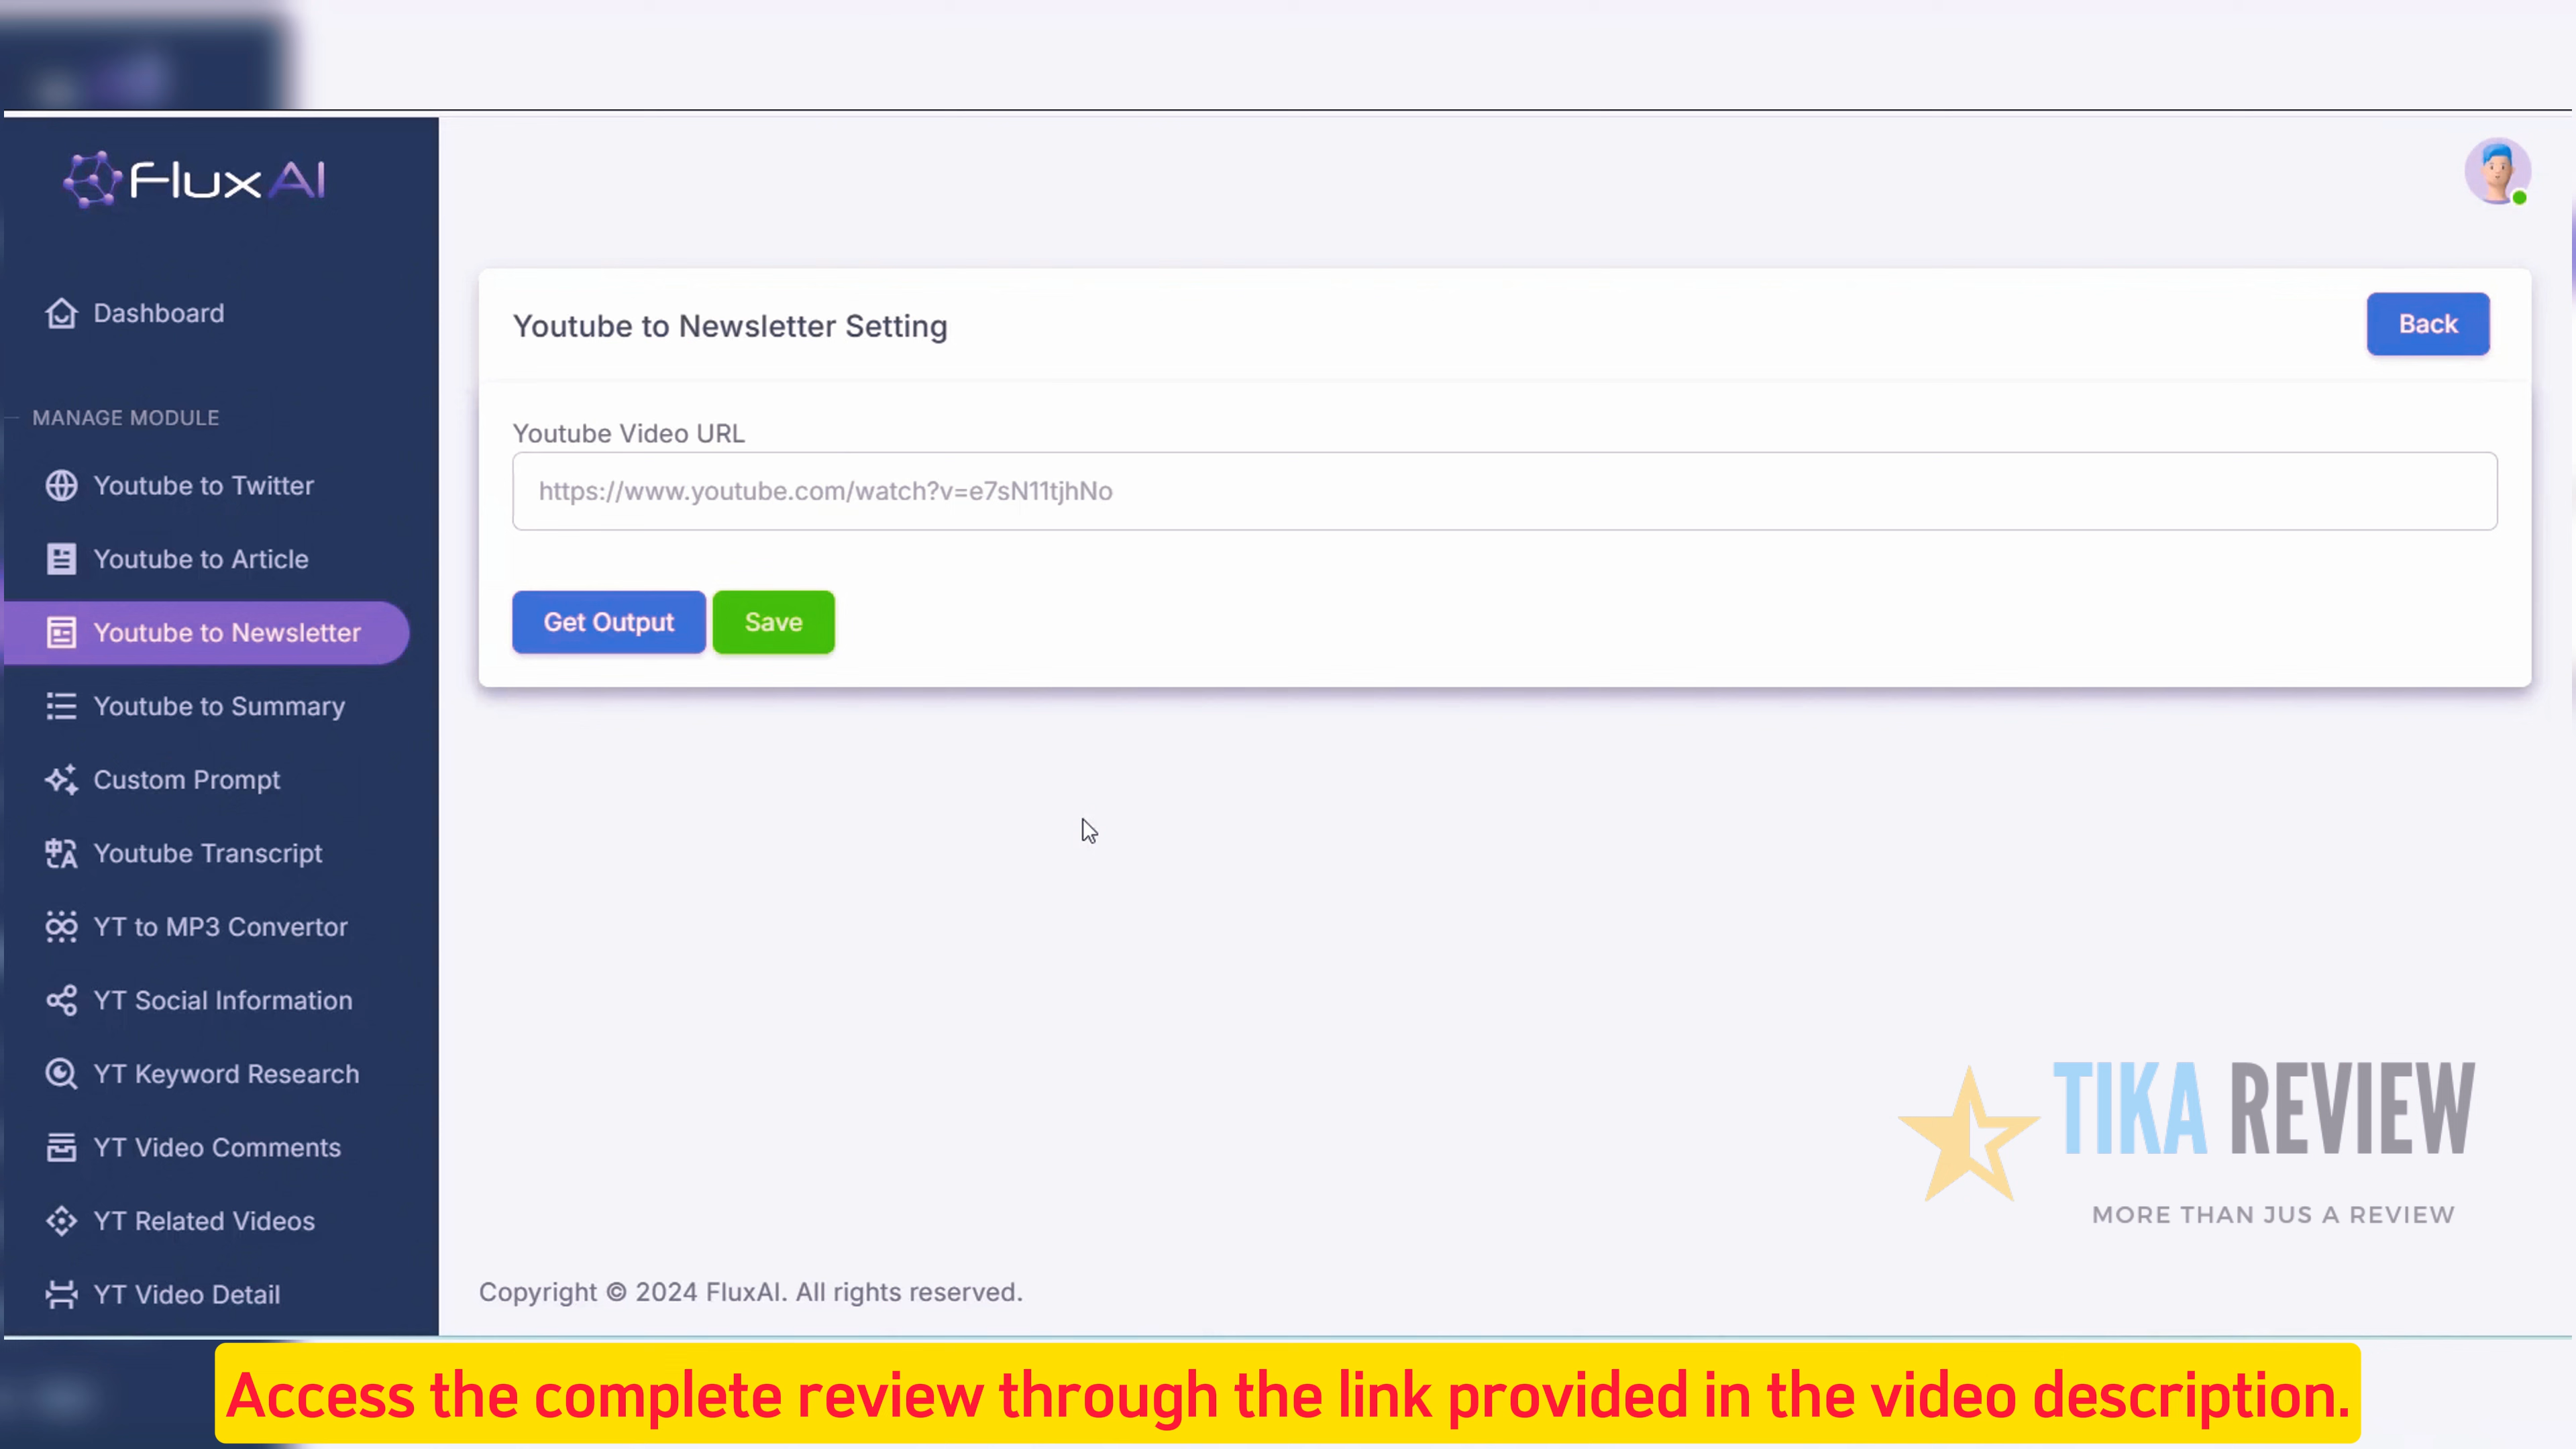 FluxAI
Dashboard
MANAGE MODULE
Youtube to Twitter
Youtube to Article
Youtube to Newsletter
Youtube to Summary
Custom Prompt
Youtube Transcript
YT to MP3 Convertor
YT Social Information
YT Keyword Research
YT Video Comments
YT Related Videos
YT Video Detail
Youtube to Newsletter Setting
Back
Youtube Video URL
https://www.youtube.com/watch?v=e7sN11tjhNo
Get Output
Save
TIKA REVIEW
MORE THAN JUS A REVIEW
Copyright © 2024 FluxAI. All rights reserved.
Access the complete review through the link provided in the video description.